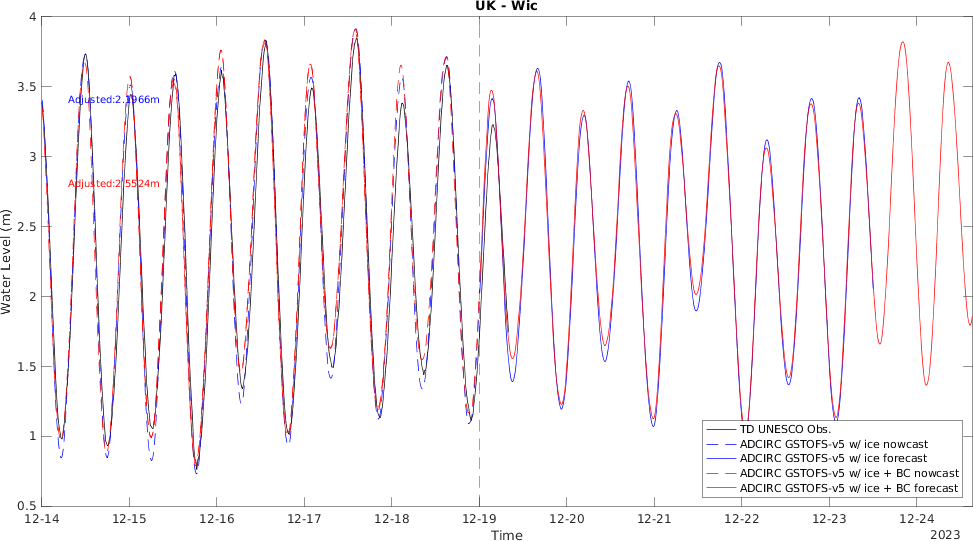 UK - Wic
4
3.5
3
2.5
2
1.5
1
0.5
Water Level (m)
Adjusted:2.1966m
Adjusted:2.5524m
TD UNESCO Obs.
ADCIRC GSTOFS-v5 w/ ice nowcast
ADCIRC GSTOFS-v5 w/ ice forecast
ADCIRC GSTOFS-v5 w/ ice + BC nowcast
ADCIRC GSTOFS-v5 w/ ice + BC forecast
12-14 12-15 12-16 12-17 12-18 12-19 12-20 12-21 12-22 12-23 12-24
Time
2023